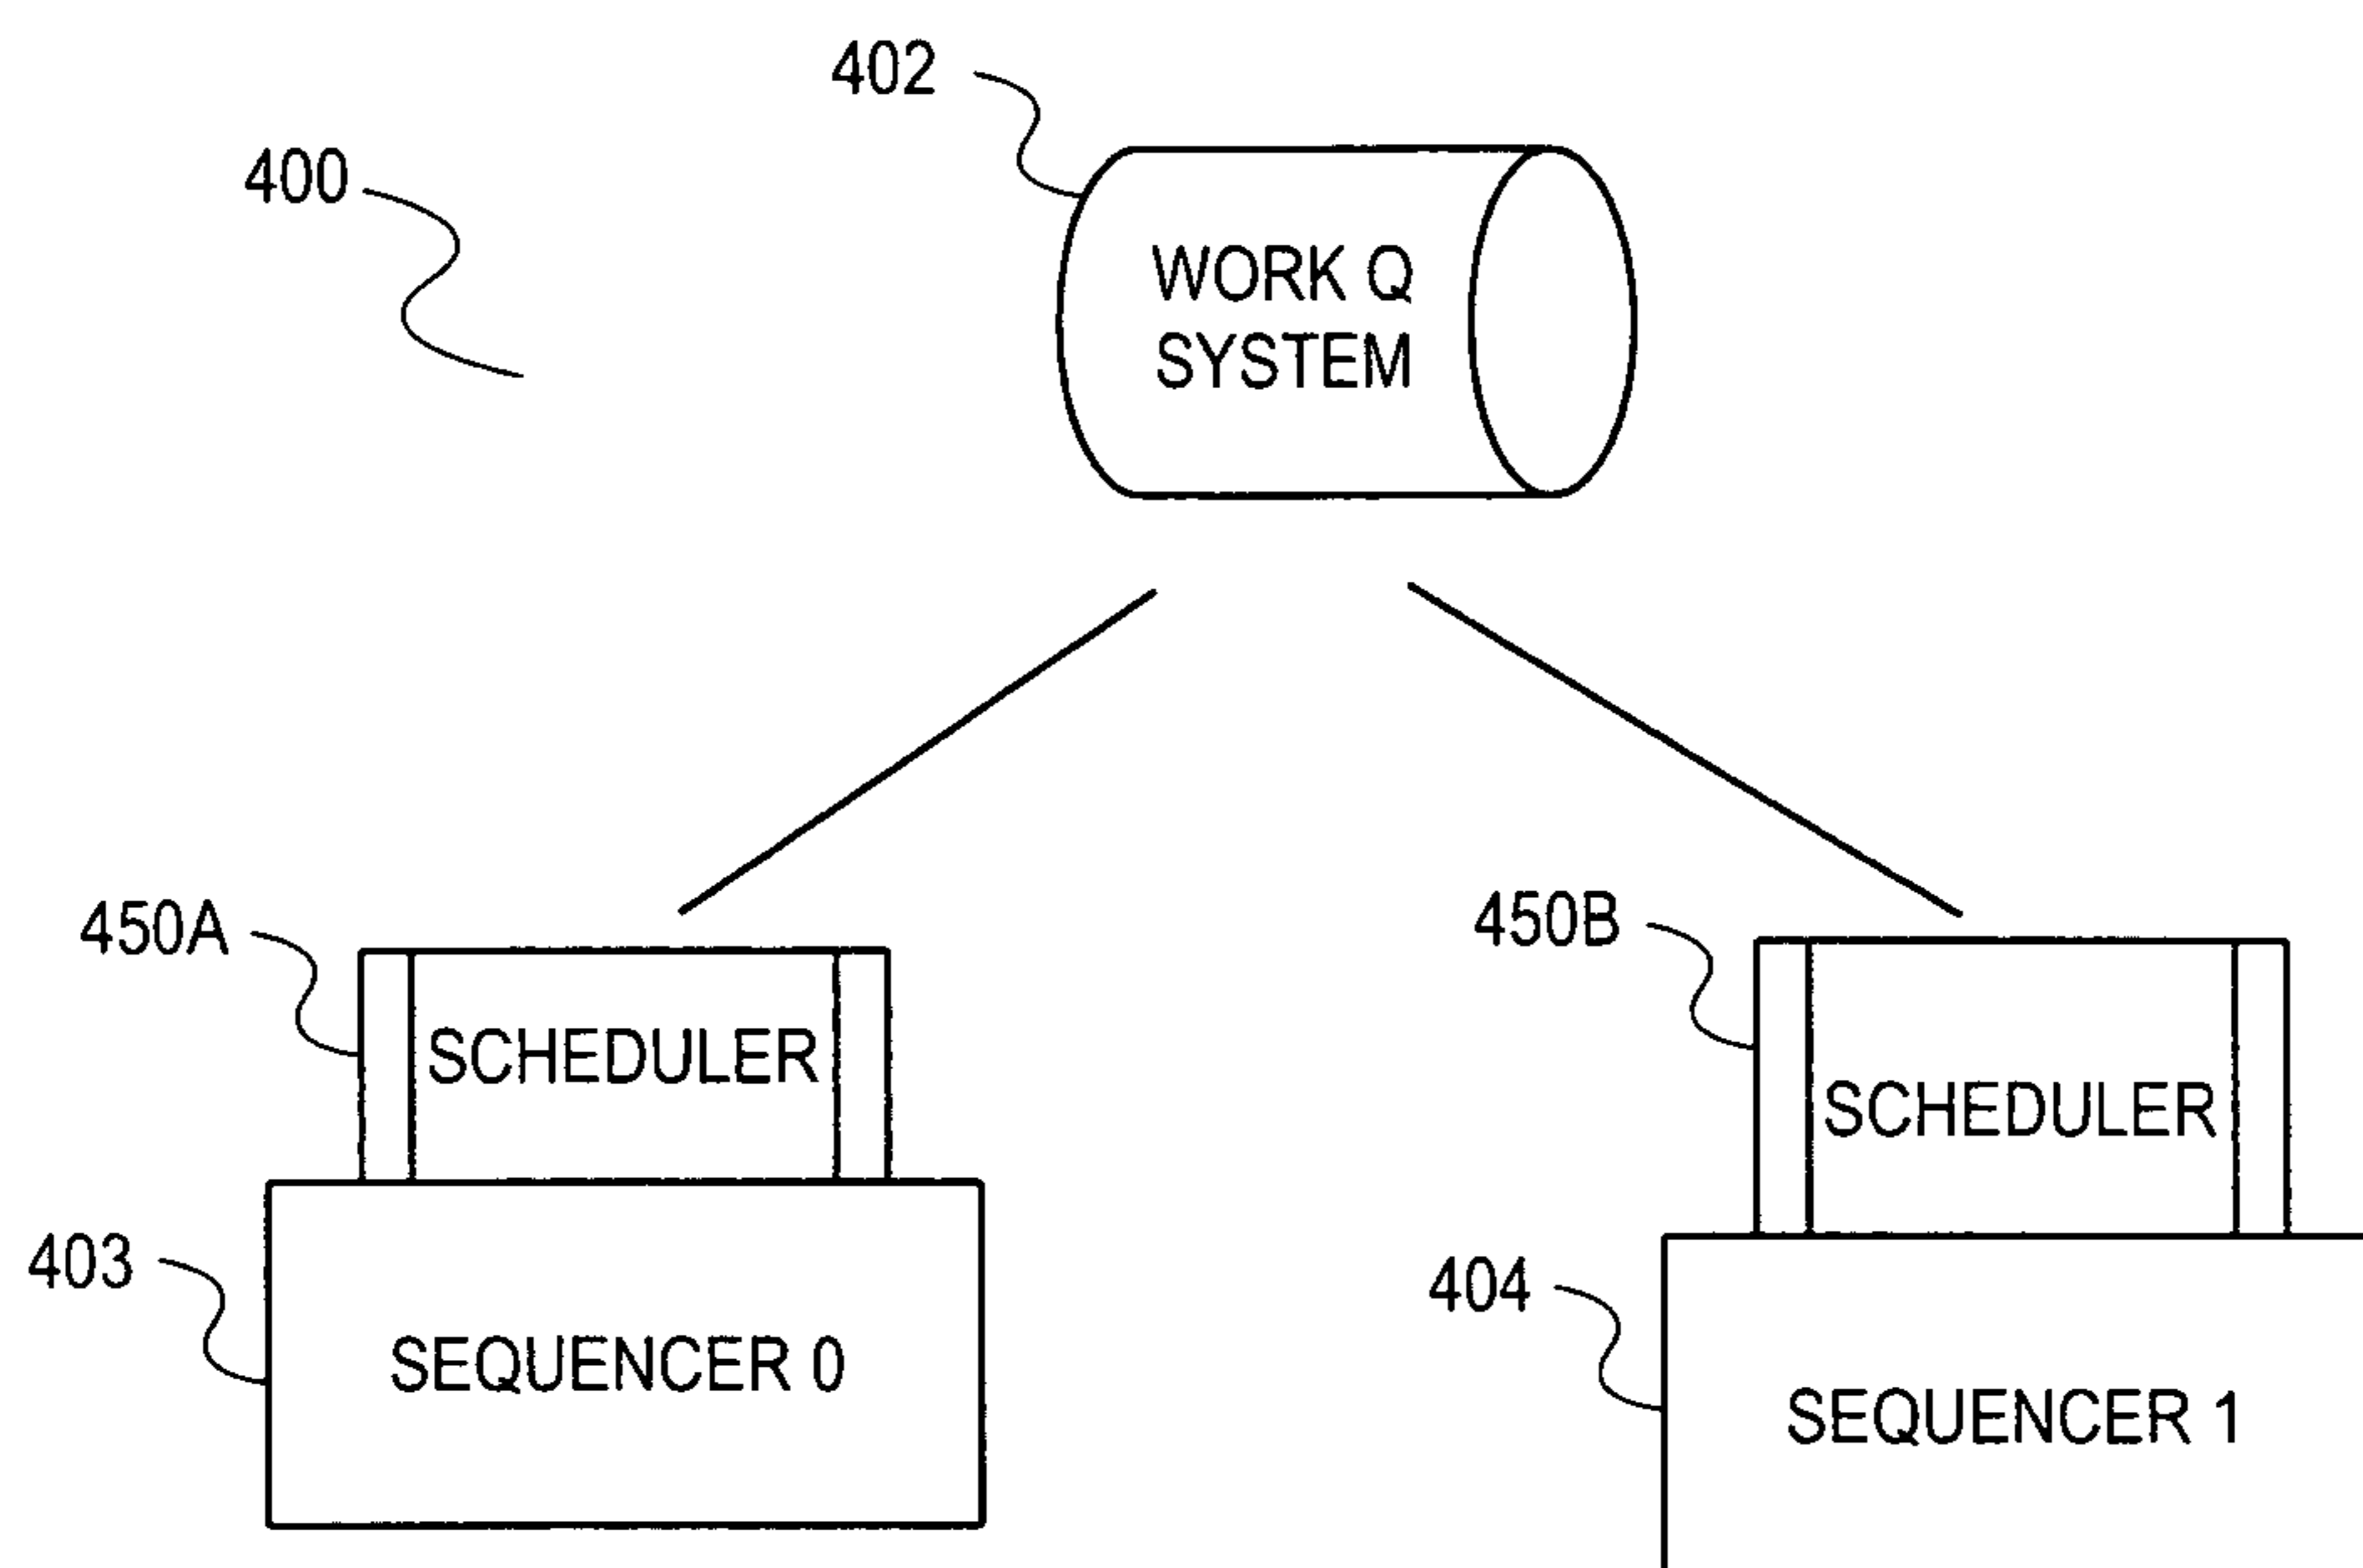 402
400
WORK Q
SYSTEM
450A
450B
SCHEDULER
SCHEDULER
403
404
SEQUENCER 0
SEQUENCER 1